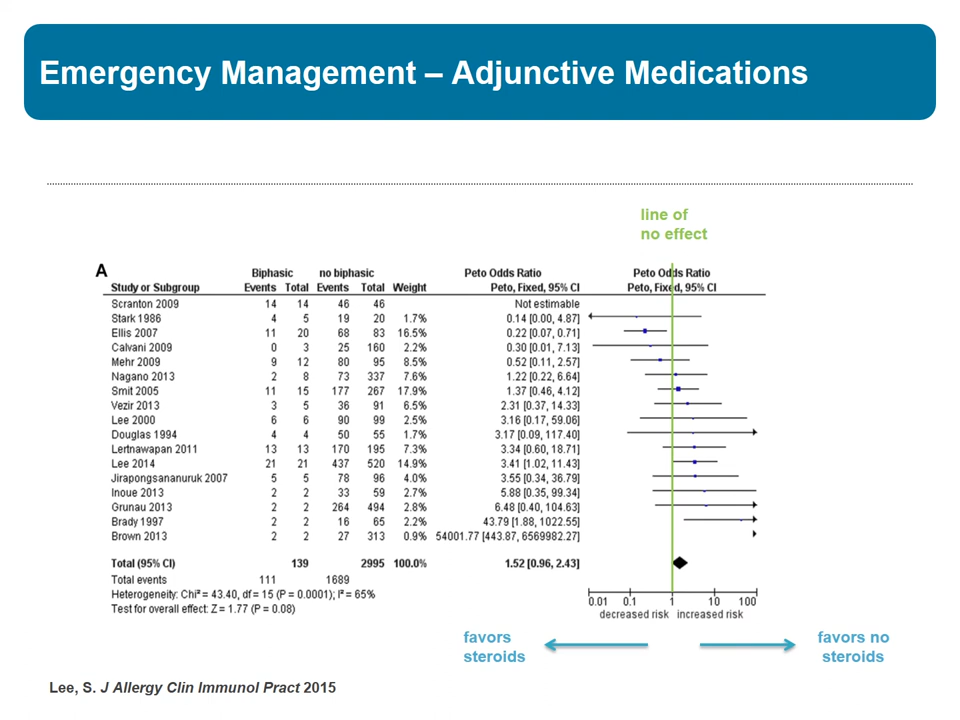 Emergency Management – Adjunctive Medications
line of
no effect
A
Biphasic no biphasic Peto Odds Ratio Peto Odds Ratio
Study or Subgroup Events Total Events Total Weight Peto, Fixed, 95% CI Peto, Fixed, 95% CI
Scranton 2009 14 14 46 46 Not estimable
Stark 1986 4 5 19 20 1.7% 0.14 [0.00, 4.87]
Ellis 2007 11 20 68 83 16.5% 0.22 [0.07, 0.71]
Calvani 2009 0 3 25 160 2.2% 0.30 [0.01, 7.13]
Mehr 2009 9 12 80 95 8.5% 0.52 [0.11, 2.57]
Nagano 2013 2 8 73 337 7.6% 1.22 [0.22, 6.64]
Smit 2005 11 15 177 267 17.9% 1.37 [0.46, 4.12]
Vezir 2013 3 5 36 91 6.5% 2.31 [0.37, 14.33]
Lee 2000 6 6 90 99 2.5% 3.16 [0.17, 59.06]
Douglas 1994 4 4 50 55 1.7% 3.17 [0.09, 117.40]
Lertnawapan 2011 13 13 170 195 7.3% 3.34 [0.60, 18.71]
Lee 2014 21 21 437 520 14.9% 3.41 [1.02, 11.43]
Jirapongsananuruk 2007 5 5 78 96 4.0% 3.55 [0.34, 36.79]
Inoue 2013 2 2 33 59 2.7% 5.88 [0.35, 99.34]
Grunau 2013 2 2 264 494 2.8% 6.48 [0.40, 104.63]
Brady 1997 2 2 16 65 2.2% 43.79 [1.88, 1022.55]
Brown 2013 2 2 27 313 0.9% 54001.77 [443.87, 6569982.27]
Total (95% CI) 139 2995 100.0% 1.52 [0.96, 2.43]
Total events 111 1689
Heterogeneity: Chi² = 43.40, df = 15 (P = 0.0001); I² = 65%
Test for overall effect: Z = 1.77 (P = 0.08)
0.01 0.1 1 10 100
decreased risk increased risk
favors
steroids
favors no
steroids
Lee, S. J Allergy Clin Immunol Pract 2015